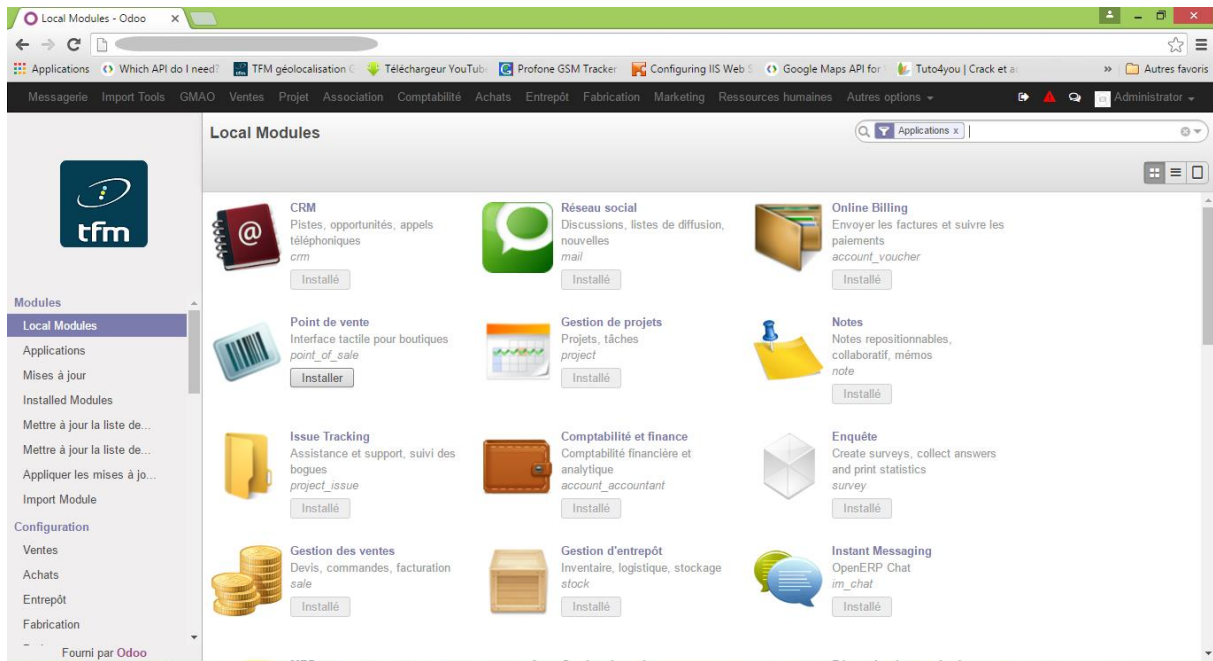 Local Modules - Odoo
Applications Which API do I need? TFM géolocalisation Téléchargeur YouTub Profone GSM Tracker Configuring IIS Web S Google Maps API for Tuto4you | Crack et a » Autres favoris
Messagerie Import Tools GMAO Ventes Projet Association Comptabilité Achats Entrepôt Fabrication Marketing Ressources humaines Autres options Administrator
Local Modules
Applications x
tfm
Modules
Local Modules
Applications
Mises à jour
Installed Modules
Mettre à jour la liste de...
Mettre à jour la liste de...
Appliquer les mises à jo...
Import Module
Configuration
Ventes
Achats
Entrepôt
Fabrication
Fourni par Odoo
CRM
Pistes, opportunités, appels
téléphoniques
crm
Installé
Réseau social
Discussions, listes de diffusion,
nouvelles
mail
Installé
Online Billing
Envoyer les factures et suivre les
paiements
account_voucher
Installé
Point de vente
Interface tactile pour boutiques
point_of_sale
Installer
Gestion de projets
Projets, tâches
project
Installé
Notes
Notes repositionnables,
collaboratif, mémos
note
Installé
Issue Tracking
Assistance et support, suivi des
bogues
project_issue
Installé
Comptabilité et finance
Comptabilité financière et
analytique
account_accountant
Installé
Enquête
Create surveys, collect answers
and print statistics
survey
Installé
Gestion des ventes
Devis, commandes, facturation
sale
Installé
Gestion d'entrepôt
Inventaire, logistique, stockage
stock
Installé
Instant Messaging
OpenERP Chat
im_chat
Installé